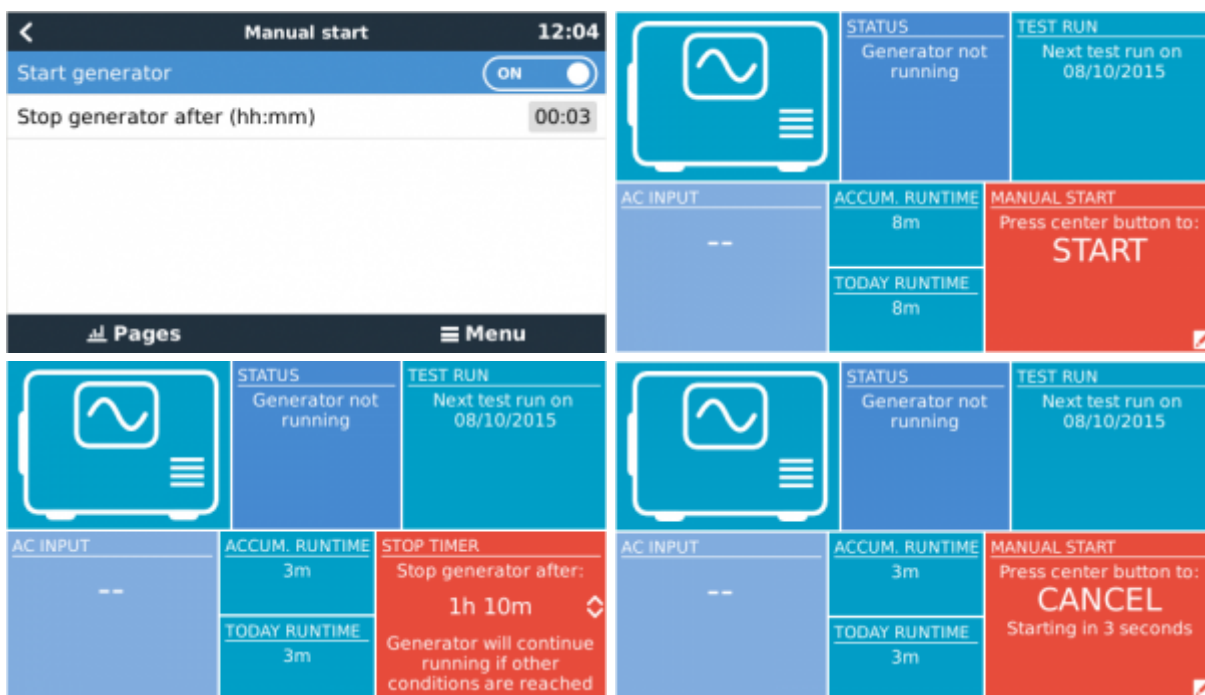 Manual start 12:04
Start generator ON
Stop generator after (hh:mm) 00:03
Pages Menu
STATUS
Generator not
running
TEST RUN
Next test run on
08/10/2015
AC INPUT
--
ACCUM. RUNTIME
8m
TODAY RUNTIME
8m
MANUAL START
Press center button to:
START
STATUS
Generator not
running
TEST RUN
Next test run on
08/10/2015
AC INPUT
--
ACCUM. RUNTIME
3m
TODAY RUNTIME
3m
STOP TIMER
Stop generator after:
1h 10m
Generator will continue
running if other
conditions are reached
STATUS
Generator not
running
TEST RUN
Next test run on
08/10/2015
AC INPUT
--
ACCUM. RUNTIME
3m
TODAY RUNTIME
3m
MANUAL START
Press center button to:
CANCEL
Starting in 3 seconds